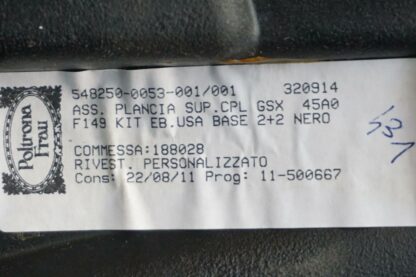 548250-0053-001/001 320914
ASS. PLANCIA SUP.CPL GSX 45A0
F149 KIT EB.USA BASE 2+2 NERO
COMMESSA:188028
RIVEST. PERSONALIZZATO
Cons: 22/08/11 Prog: 11-500667
Poltrona
Frau